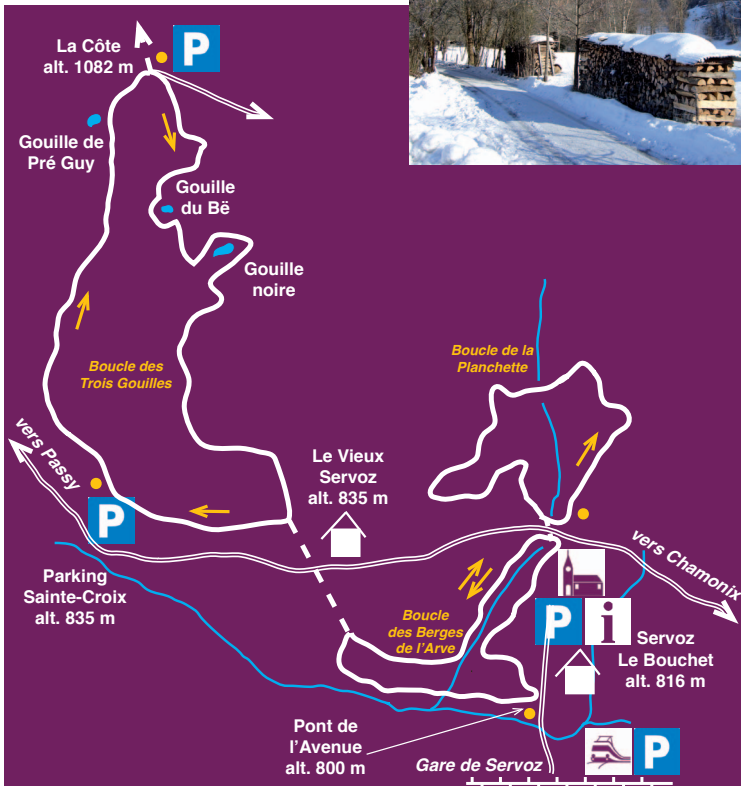 La Côte
alt. 1082 m
P
Gouille de
Pré Guy
Gouille
du Bë
Gouille
noire
Boucle des
Trois Gouilles
Boucle de la
Planchette
vers Passy
Le Vieux
Servoz
alt. 835 m
P
vers Chamonix
Parking
Sainte-Croix
alt. 835 m
Boucle
des Berges
de l'Arve
P
i
Servoz
Le Bouchet
alt. 816 m
Pont de
l'Avenue
alt. 800 m
Gare de Servoz
P